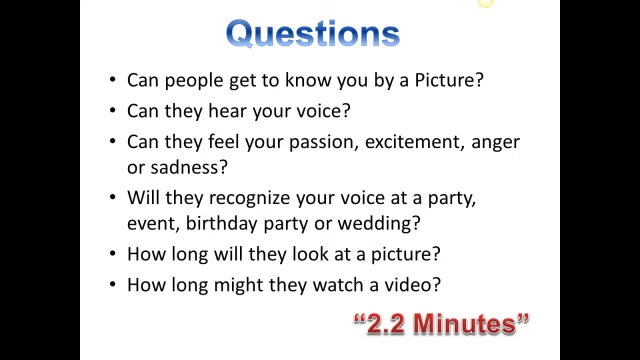 Questions
• Can people get to know you by a Picture?
• Can they hear your voice?
• Can they feel your passion, excitement, anger
or sadness?
• Will they recognize your voice at a party,
event, birthday party or wedding?
• How long will they look at a picture?
• How long might they watch a video?
“2.2 Minutes”